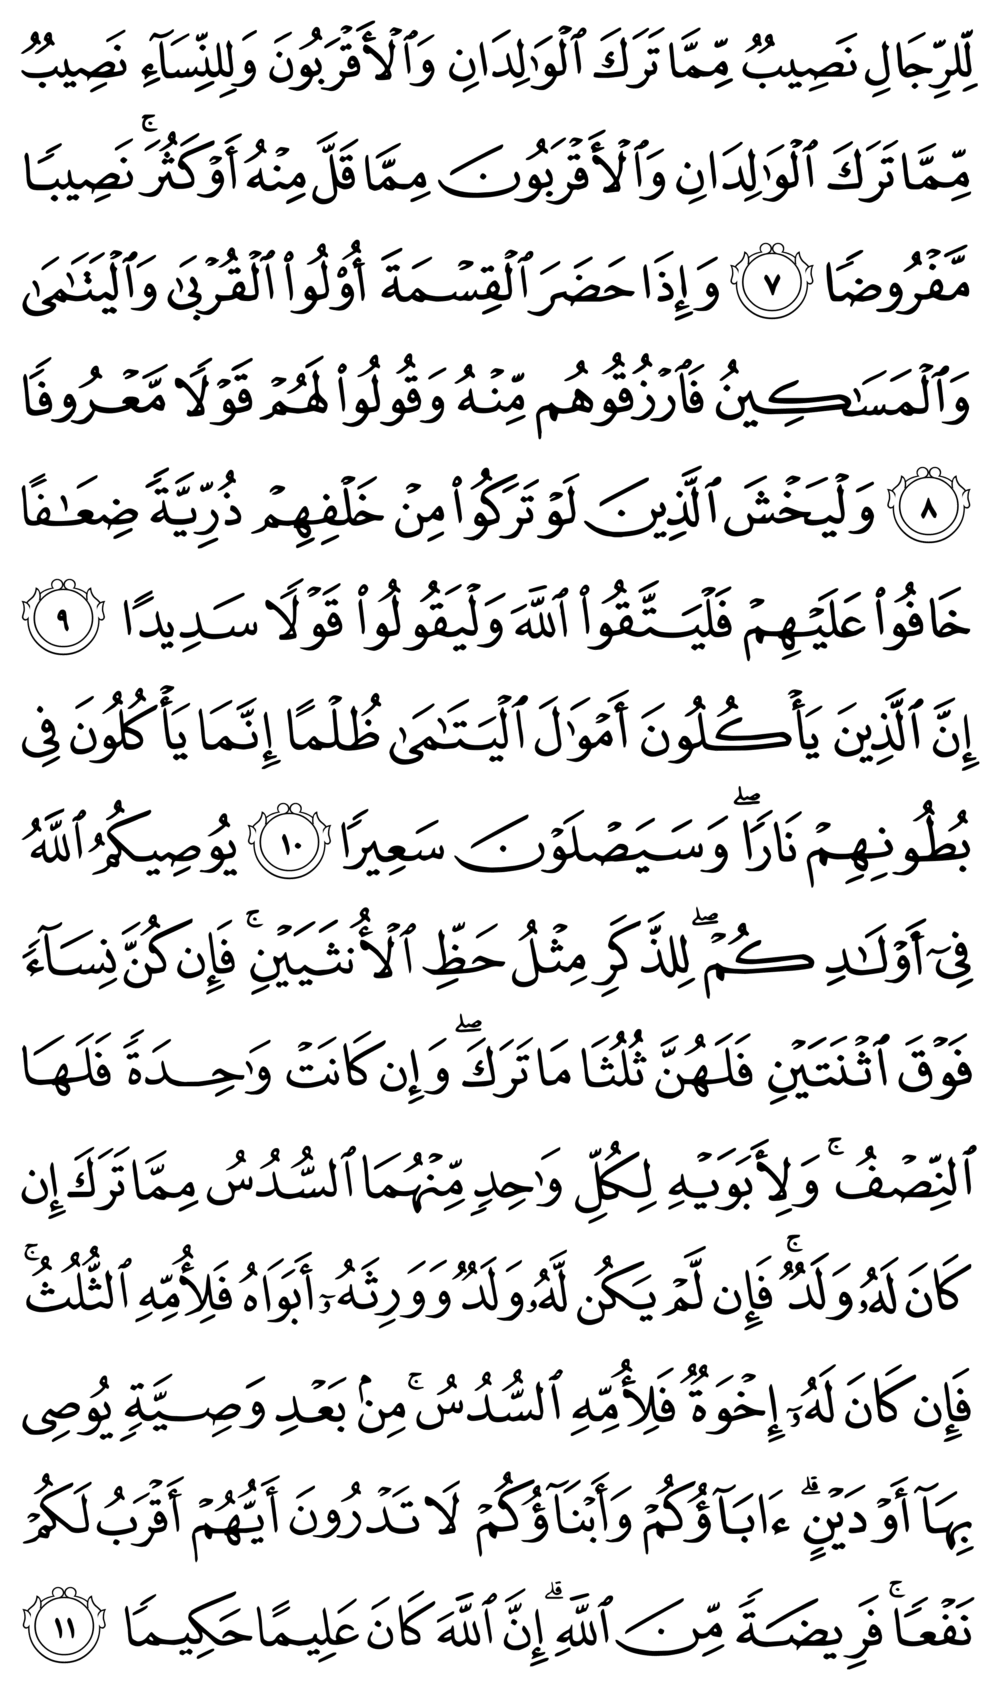 لِّلرِّجَالِ نَصِيبٌ مِّمَّا تَرَكَ ٱلْوَٰلِدَانِ وَٱلْأَقْرَبُونَ وَلِلنِّسَآءِ نَصِيبٌ
مِّمَّا تَرَكَ ٱلْوَٰلِدَانِ وَٱلْأَقْرَبُونَ مِمَّا قَلَّ مِنْهُ أَوْ كَثُرَ ۚ نَصِيبًا
مَّفْرُوضًا ٧ وَإِذَا حَضَرَ ٱلْقِسْمَةَ أُو۟لُوا۟ ٱلْقُرْبَىٰ وَٱلْيَتَٰمَىٰ
وَٱلْمَسَٰكِينُ فَٱرْزُقُوهُم مِّنْهُ وَقُولُوا۟ لَهُمْ قَوْلًا مَّعْرُوفًا
٨ وَلْيَخْشَ ٱلَّذِينَ لَوْ تَرَكُوا۟ مِنْ خَلْفِهِمْ ذُرِّيَّةً ضِعَٰفًا
خَافُوا۟ عَلَيْهِمْ فَلْيَتَّقُوا۟ ٱللَّهَ وَلْيَقُولُوا۟ قَوْلًا سَدِيدًا ٩
إِنَّ ٱلَّذِينَ يَأْكُلُونَ أَمْوَٰلَ ٱلْيَتَٰمَىٰ ظُلْمًا إِنَّمَا يَأْكُلُونَ فِى
بُطُونِهِمْ نَارًا ۖ وَسَيَصْلَوْنَ سَعِيرًا ١٠ يُوصِيكُمُ ٱللَّهُ
فِىٓ أَوْلَٰدِكُمْ ۖ لِلذَّكَرِ مِثْلُ حَظِّ ٱلْأُنثَيَيْنِ ۚ فَإِن كُنَّ نِسَآءً
فَوْقَ ٱثْنَتَيْنِ فَلَهُنَّ ثُلُثَا مَا تَرَكَ ۖ وَإِن كَانَتْ وَٰحِدَةً فَلَهَا
ٱلنِّصْفُ ۚ وَلِأَبَوَيْهِ لِكُلِّ وَٰحِدٍ مِّنْهُمَا ٱلسُّدُسُ مِمَّا تَرَكَ إِن
كَانَ لَهُۥ وَلَدٌ ۚ فَإِن لَّمْ يَكُن لَّهُۥ وَلَدٌ وَوَرِثَهُۥٓ أَبَوَاهُ فَلِأُمِّهِ ٱلثُّلُثُ ۚ
فَإِن كَانَ لَهُۥٓ إِخْوَةٌ فَلِأُمِّهِ ٱلسُّدُسُ ۚ مِنۢ بَعْدِ وَصِيَّةٍ يُوصِى
بِهَآ أَوْ دَيْنٍ ۗ ءَابَآؤُكُمْ وَأَبْنَآؤُكُمْ لَا تَدْرُونَ أَيُّهُمْ أَقْرَبُ لَكُمْ
نَفْعًا ۚ فَرِيضَةً مِّنَ ٱللَّهِ ۗ إِنَّ ٱللَّهَ كَانَ عَلِيمًا حَكِيمًا ١١